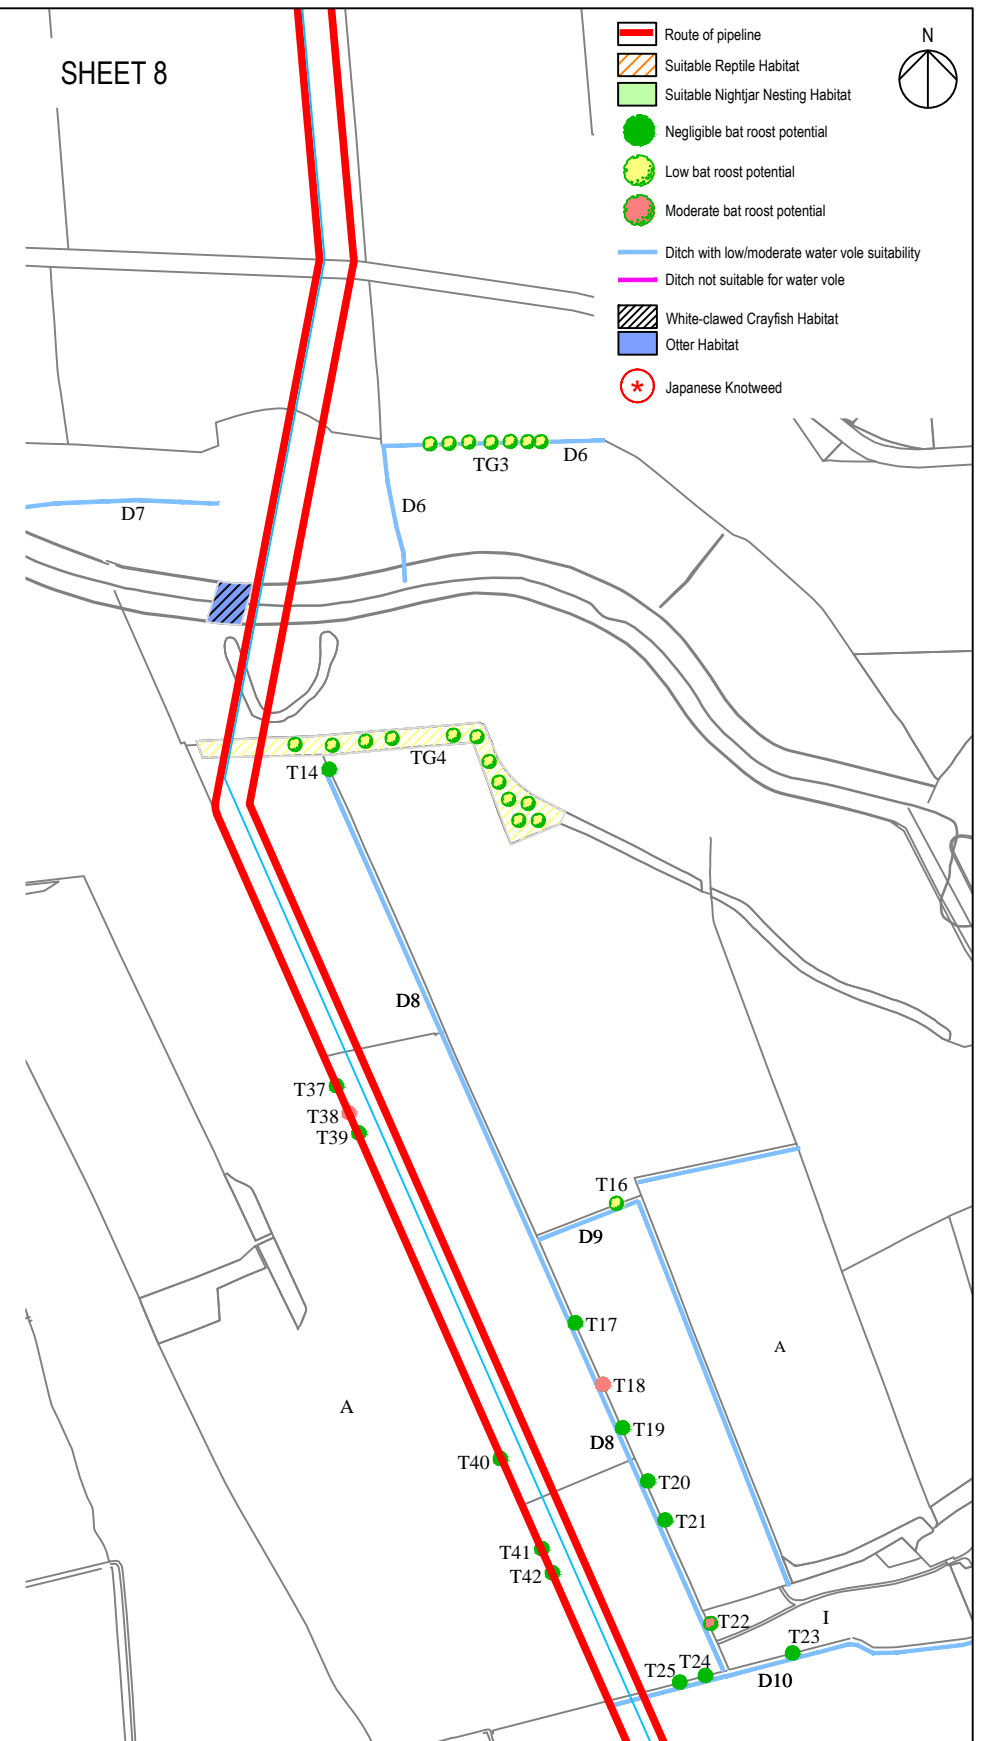 SHEET 8
N
Route of pipeline
Suitable Reptile Habitat
Suitable Nightjar Nesting Habitat
Negligible bat roost potential
Low bat roost potential
Moderate bat roost potential
Ditch with low/moderate water vole suitability
Ditch not suitable for water vole
White-clawed Crayfish Habitat
Otter Habitat
* Japanese Knotweed
TG3
D6
D6
D7
TG4
T14
D8
T37
T38
T39
T16
D9
T17
A
T18
A
T19
D8
T40
T20
T21
T41
T42
I
T22
T23
T24
T25
D10